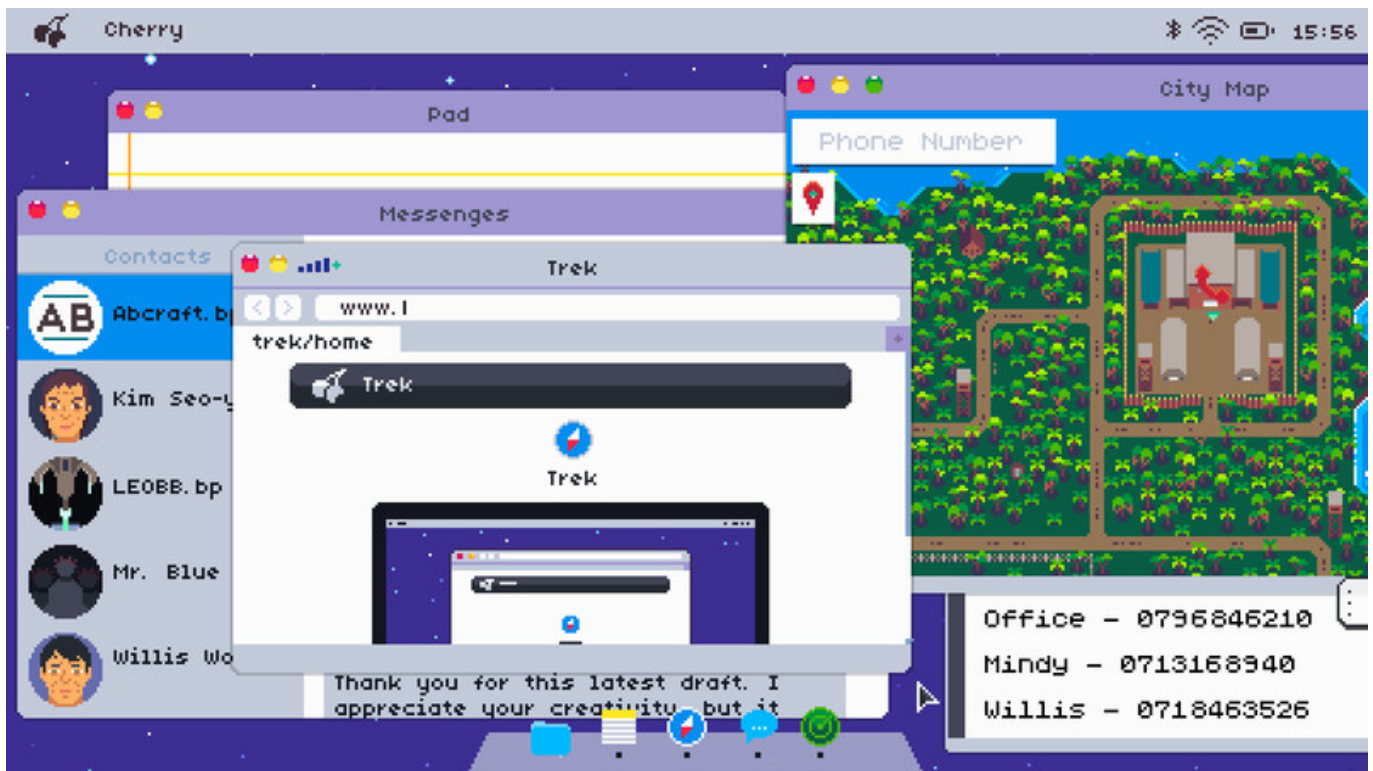 Cherry
15:56
Pad
City Map
Phone Number
Messenges
Contacts
Abcraft.b
AB
Kim Seo-y
LEOBB.bp
Mr. Blue
Willis Wo
Trek
www.
trek/home
Trek
Trek
Thank you for this latest draft. I
appreciate your creativity, but it
Office - 0796846210
Mindy - 0713168940
Willis - 0718463526